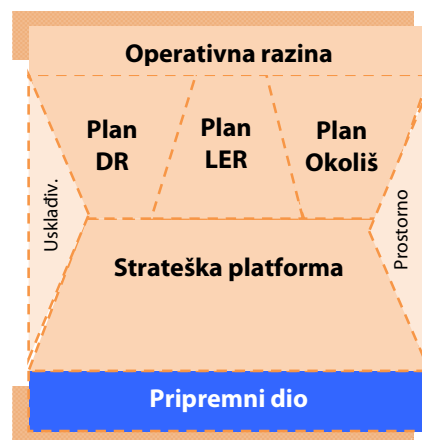 Operativna razina
Plan
DR
Plan
LER
Plan
Okoliš
Usklađiv.
Prostorno
Strateška platforma
Pripremni dio